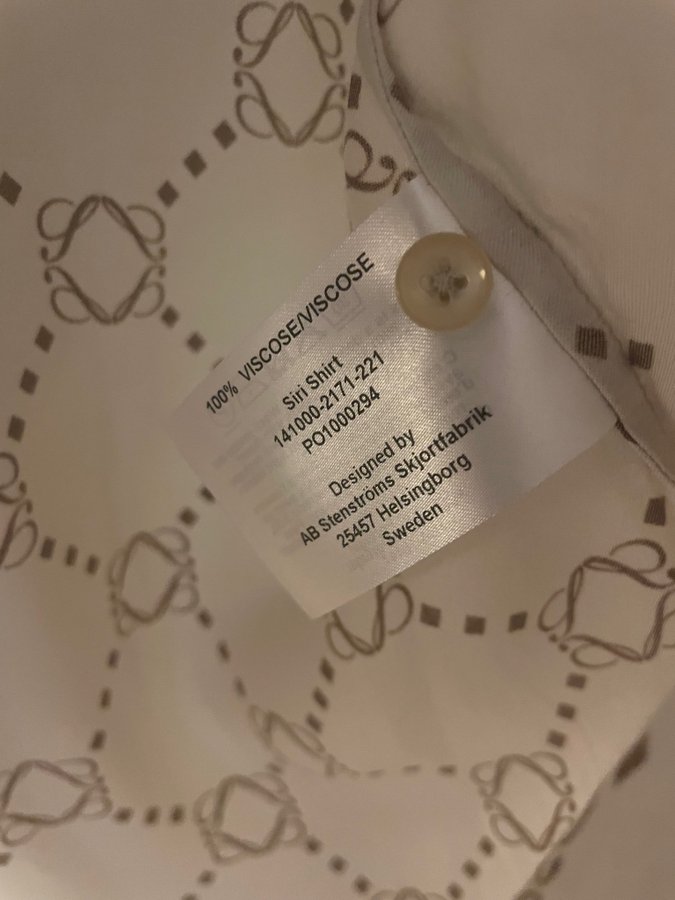 100% VISCOSE/VISCOSE
Siri Shirt
141000-2171-221
PO1000294
Designed by
AB Stenströms Skjortfabrik
25457 Helsingborg
Sweden